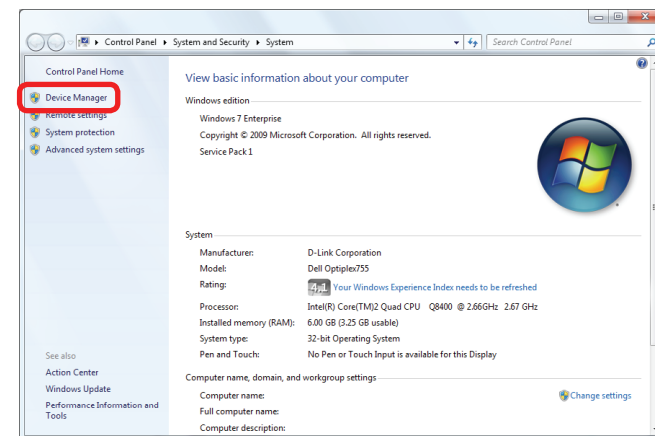 Control Panel ▸ System and Security ▸ System
Search Control Panel
Control Panel Home
Device Manager
Remote settings
System protection
Advanced system settings
See also
Action Center
Windows Update
Performance Information and
Tools
View basic information about your computer
Windows edition
Windows 7 Enterprise
Copyright © 2009 Microsoft Corporation. All rights reserved.
Service Pack 1
System
Manufacturer: D-Link Corporation
Model: Dell Optiplex755
Rating: 4,1 Your Windows Experience Index needs to be refreshed
Processor: Intel(R) Core(TM)2 Quad CPU Q8400 @ 2.66GHz 2.67 GHz
Installed memory (RAM): 6.00 GB (3.25 GB usable)
System type: 32-bit Operating System
Pen and Touch: No Pen or Touch Input is available for this Display
Computer name, domain, and workgroup settings
Computer name: Change settings
Full computer name:
Computer description: